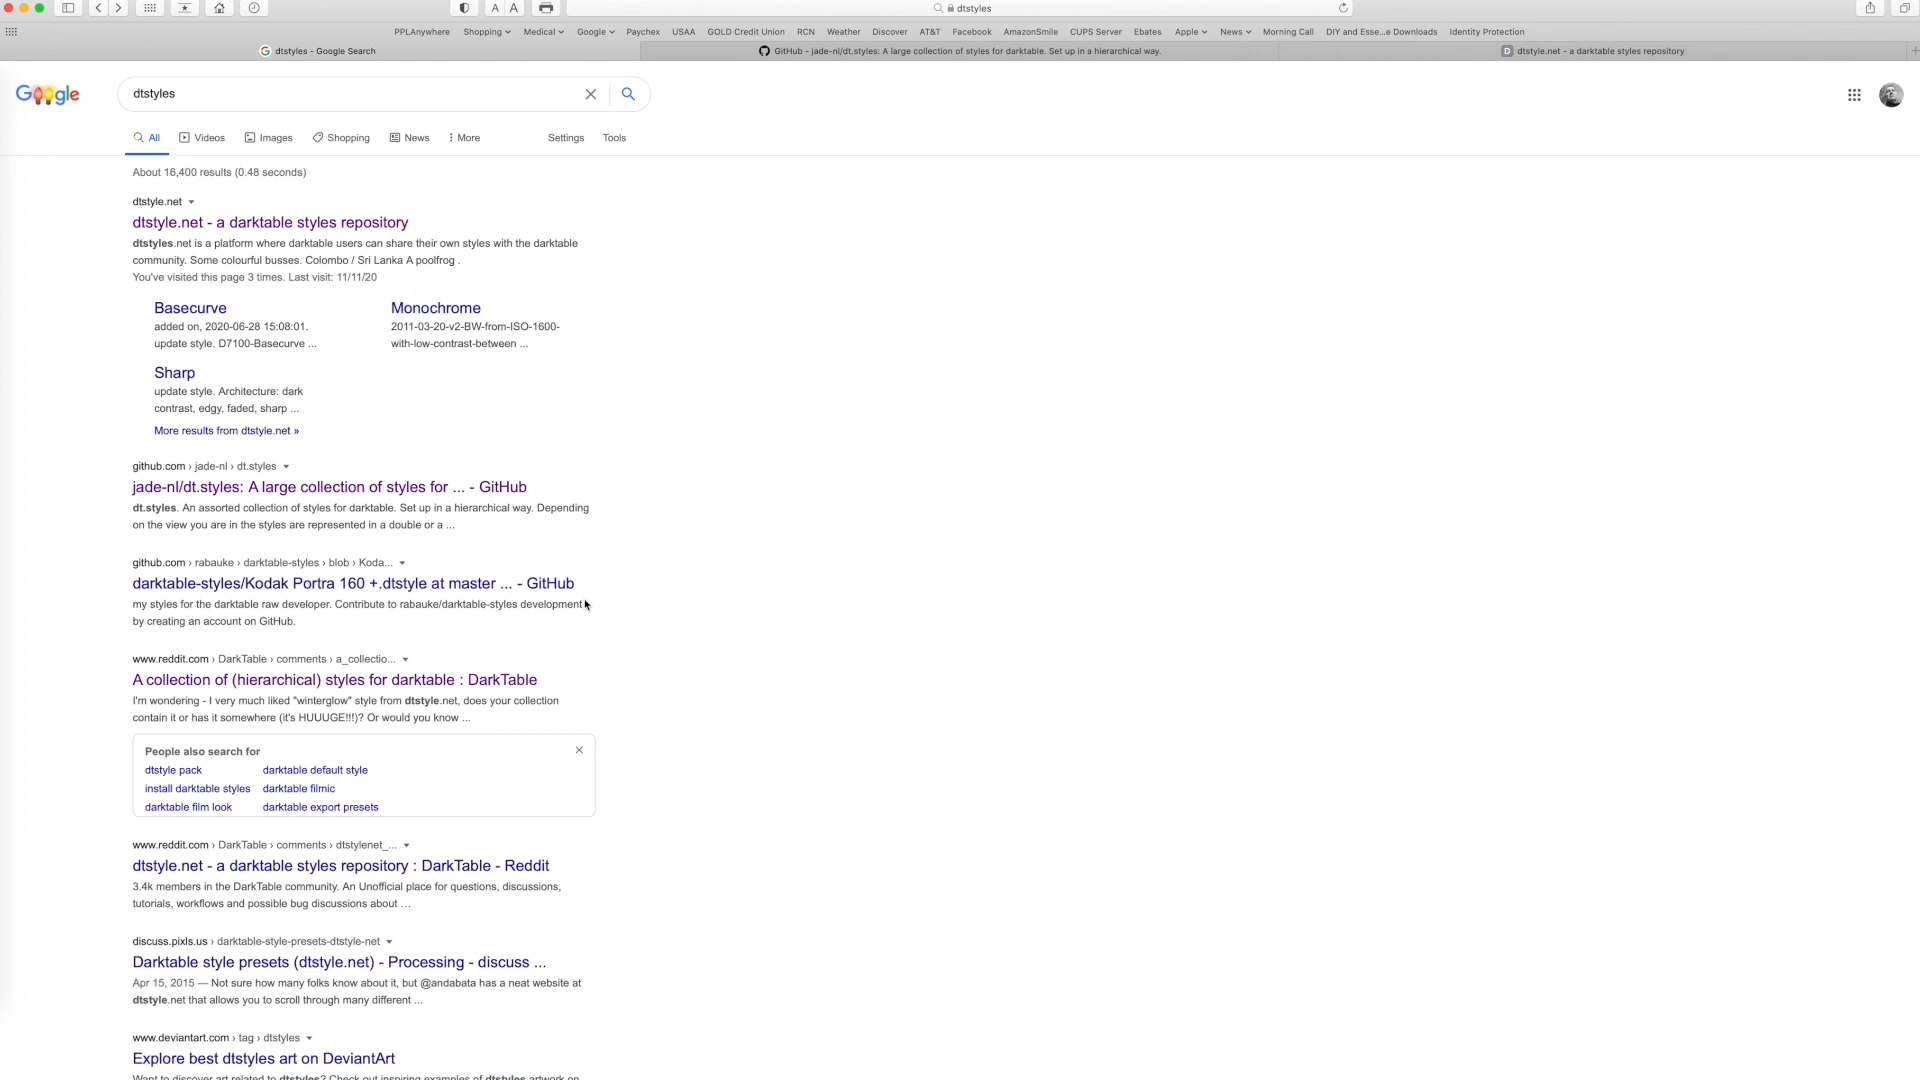 dtstyles
PPLAnywhere Shopping Medical Google Paychex USAA GOLD Credit Union RCN Weather Discover AT&T Facebook AmazonSmile CUPS Server Ebates Apple News Morning Call DIY and Esse...e Downloads Identity Protection
dtstyles - Google Search
GitHub - jade-nl/dt.styles: A large collection of styles for darktable. Set up in a hierarchical way.
D dtstyle.net - a darktable styles repository
Google
dtstyles
All Videos Images Shopping News More Settings Tools
About 16,400 results (0.48 seconds)
dtstyle.net
dtstyle.net - a darktable styles repository
dtstyles.net is a platform where darktable users can share their own styles with the darktable
community. Some colourful busses. Colombo / Sri Lanka A poolfrog .
You've visited this page 3 times. Last visit: 11/11/20
Basecurve
added on, 2020-06-28 15:08:01.
update style. D7100-Basecurve ...
Monochrome
2011-03-20-v2-BW-from-ISO-1600-
with-low-contrast-between ...
Sharp
update style. Architecture: dark
contrast, edgy, faded, sharp ...
More results from dtstyle.net »
github.com › jade-nl › dt.styles
jade-nl/dt.styles: A large collection of styles for ... - GitHub
dt.styles. An assorted collection of styles for darktable. Set up in a hierarchical way. Depending
on the view you are in the styles are represented in a double or a ...
github.com › rabauke › darktable-styles › blob › Koda...
darktable-styles/Kodak Portra 160 +.dtstyle at master ... - GitHub
my styles for the darktable raw developer. Contribute to rabauke/darktable-styles development
by creating an account on GitHub.
www.reddit.com › DarkTable › comments › a_collectio...
A collection of (hierarchical) styles for darktable : DarkTable
I'm wondering - I very much liked "winterglow" style from dtstyle.net, does your collection
contain it or has it somewhere (it's HUUUGE!!!)? Or would you know ...
People also search for
dtstyle pack darktable default style
install darktable styles darktable filmic
darktable film look darktable export presets
www.reddit.com › DarkTable › comments › dtstylenet_...
dtstyle.net - a darktable styles repository : DarkTable - Reddit
3.4k members in the DarkTable community. An Unofficial place for questions, discussions,
tutorials, workflows and possible bug discussions about ...
discuss.pixls.us › darktable-style-presets-dtstyle-net
Darktable style presets (dtstyle.net) - Processing - discuss ...
Apr 15, 2015 — Not sure how many folks know about it, but @andabata has a neat website at
dtstyle.net that allows you to scroll through many different ...
www.deviantart.com › tag › dtstyles
Explore best dtstyles art on DeviantArt
Want to discover art related to dtstyles? Check out inspiring examples of dtstyles artwork on